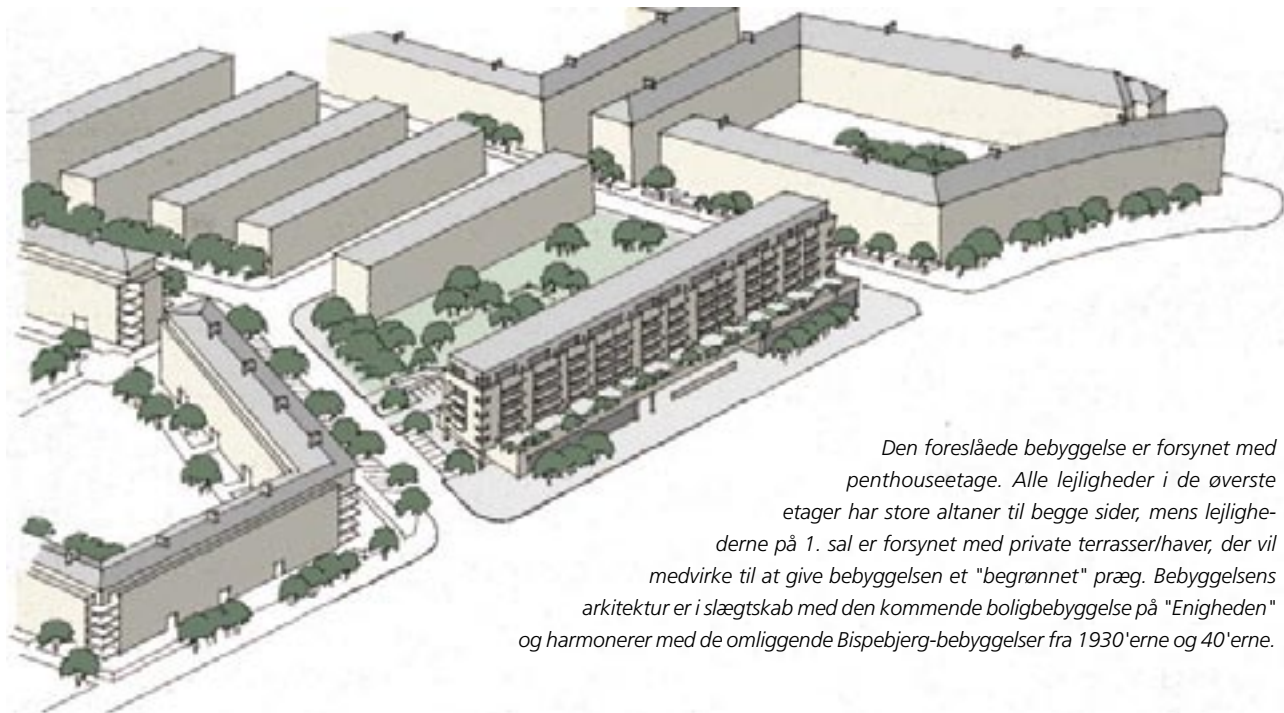 Den foreslåede bebyggelse er forsynet med
penthouseetage. Alle lejligheder i de øverste
etager har store altaner til begge sider, mens lejlighe-
derne på 1. sal er forsynet med private terrasser/haver, der vil
medvirke til at give bebyggelsen et "begrønnet" præg. Bebyggelsens
arkitektur er i slægtskab med den kommende boligbebyggelse på "Enigheden"
og harmonerer med de omliggende Bispebjerg-bebyggelser fra 1930'erne og 40'erne.